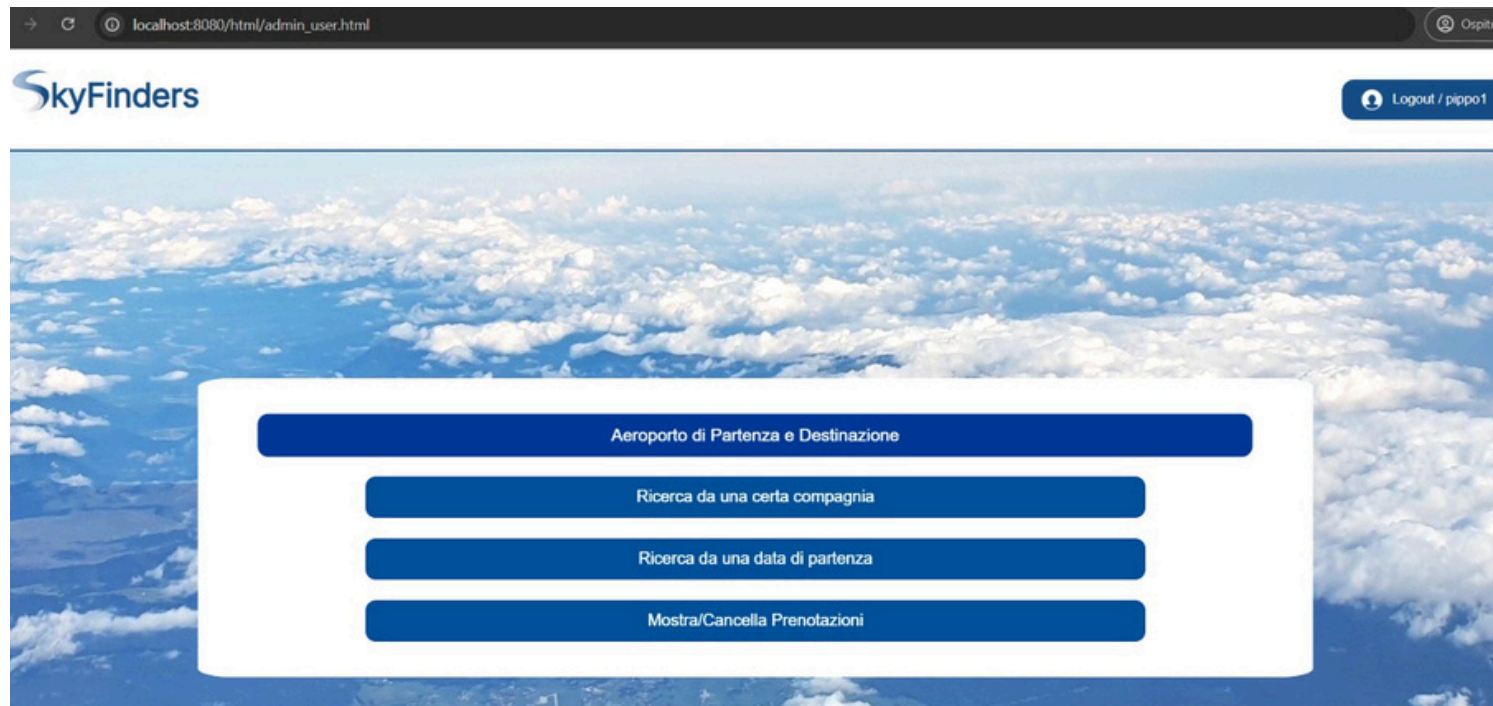 localhost:8080/html/admin_user.html
SkyFinders
Logout / pippo1
Aeroporto di Partenza e Destinazione
Ricerca da una certa compagnia
Ricerca da una data di partenza
Mostra/Cancella Prenotazioni